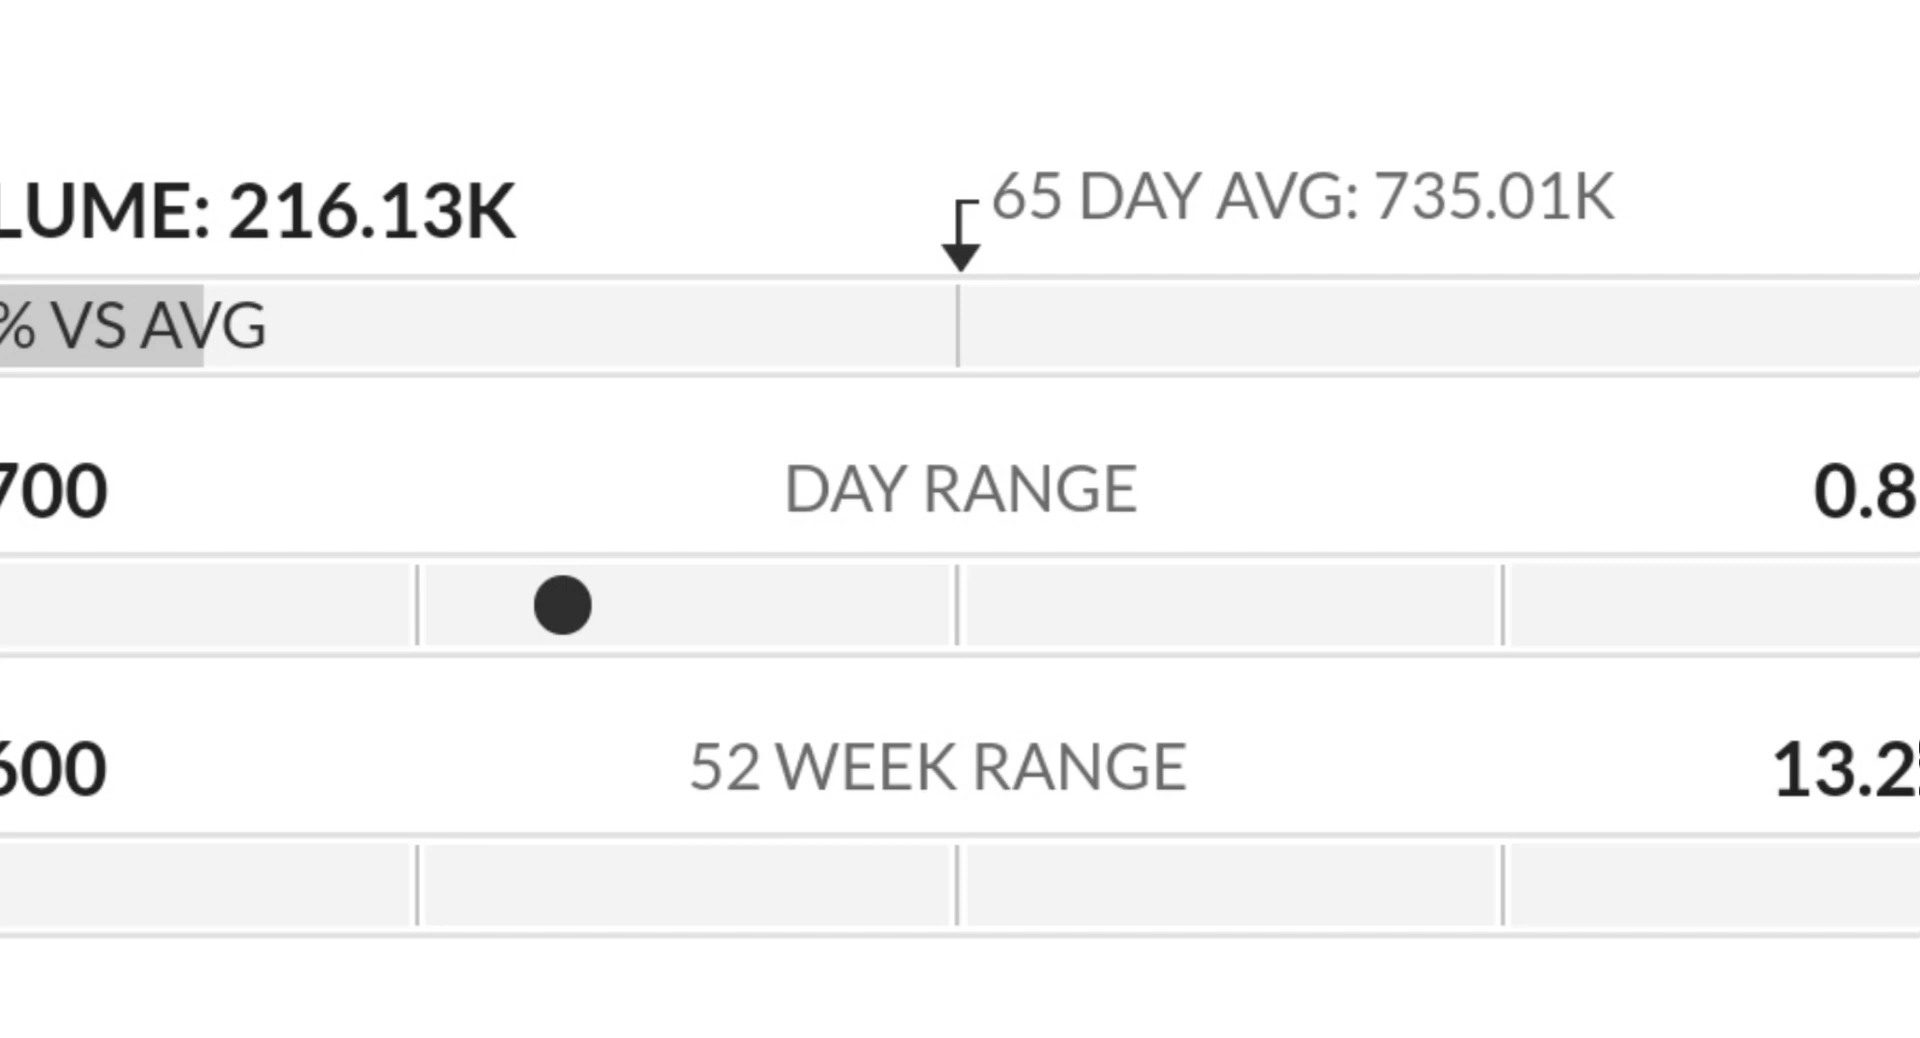 LUME: 216.13K
65 DAY AVG: 735.01K
% VS AVG
700 DAY RANGE 0.8
600 52 WEEK RANGE 13.2